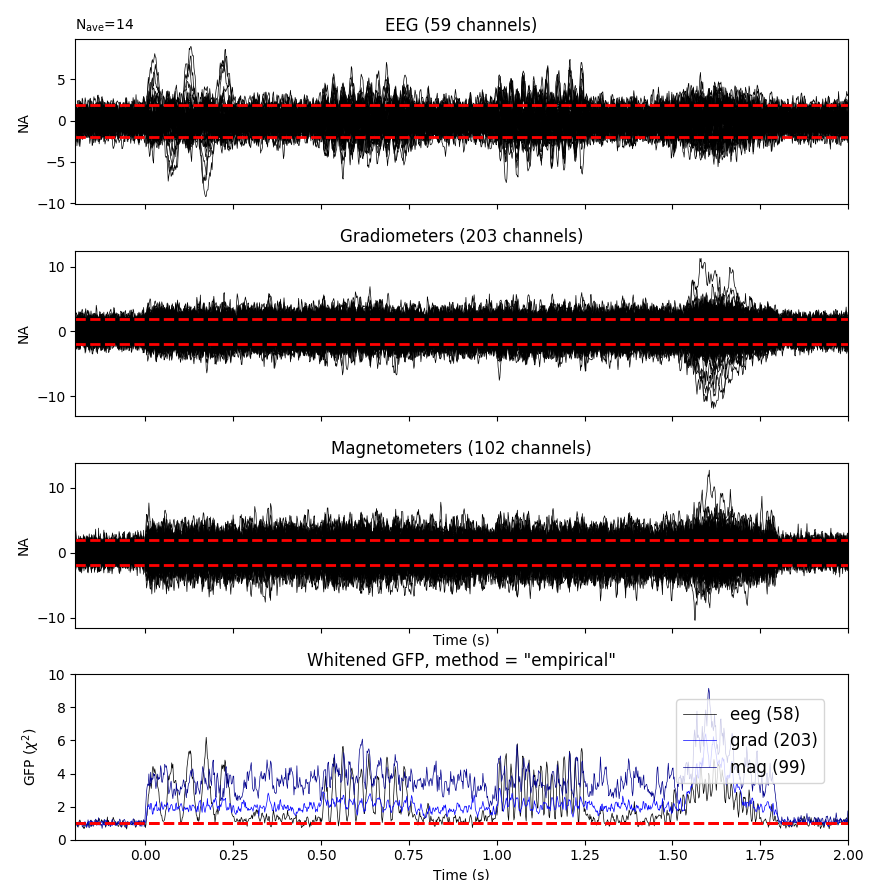 N_ave=14
EEG (59 channels)
NA
5
0
−5
−10
Gradiometers (203 channels)
NA
10
0
−10
Magnetometers (102 channels)
NA
10
0
−10
Time (s)
Whitened GFP, method = "empirical"
GFP (χ²)
10
8
6
4
2
0
eeg (58)
grad (203)
mag (99)
0.00 0.25 0.50 0.75 1.00 1.25 1.50 1.75 2.00
Time (s)